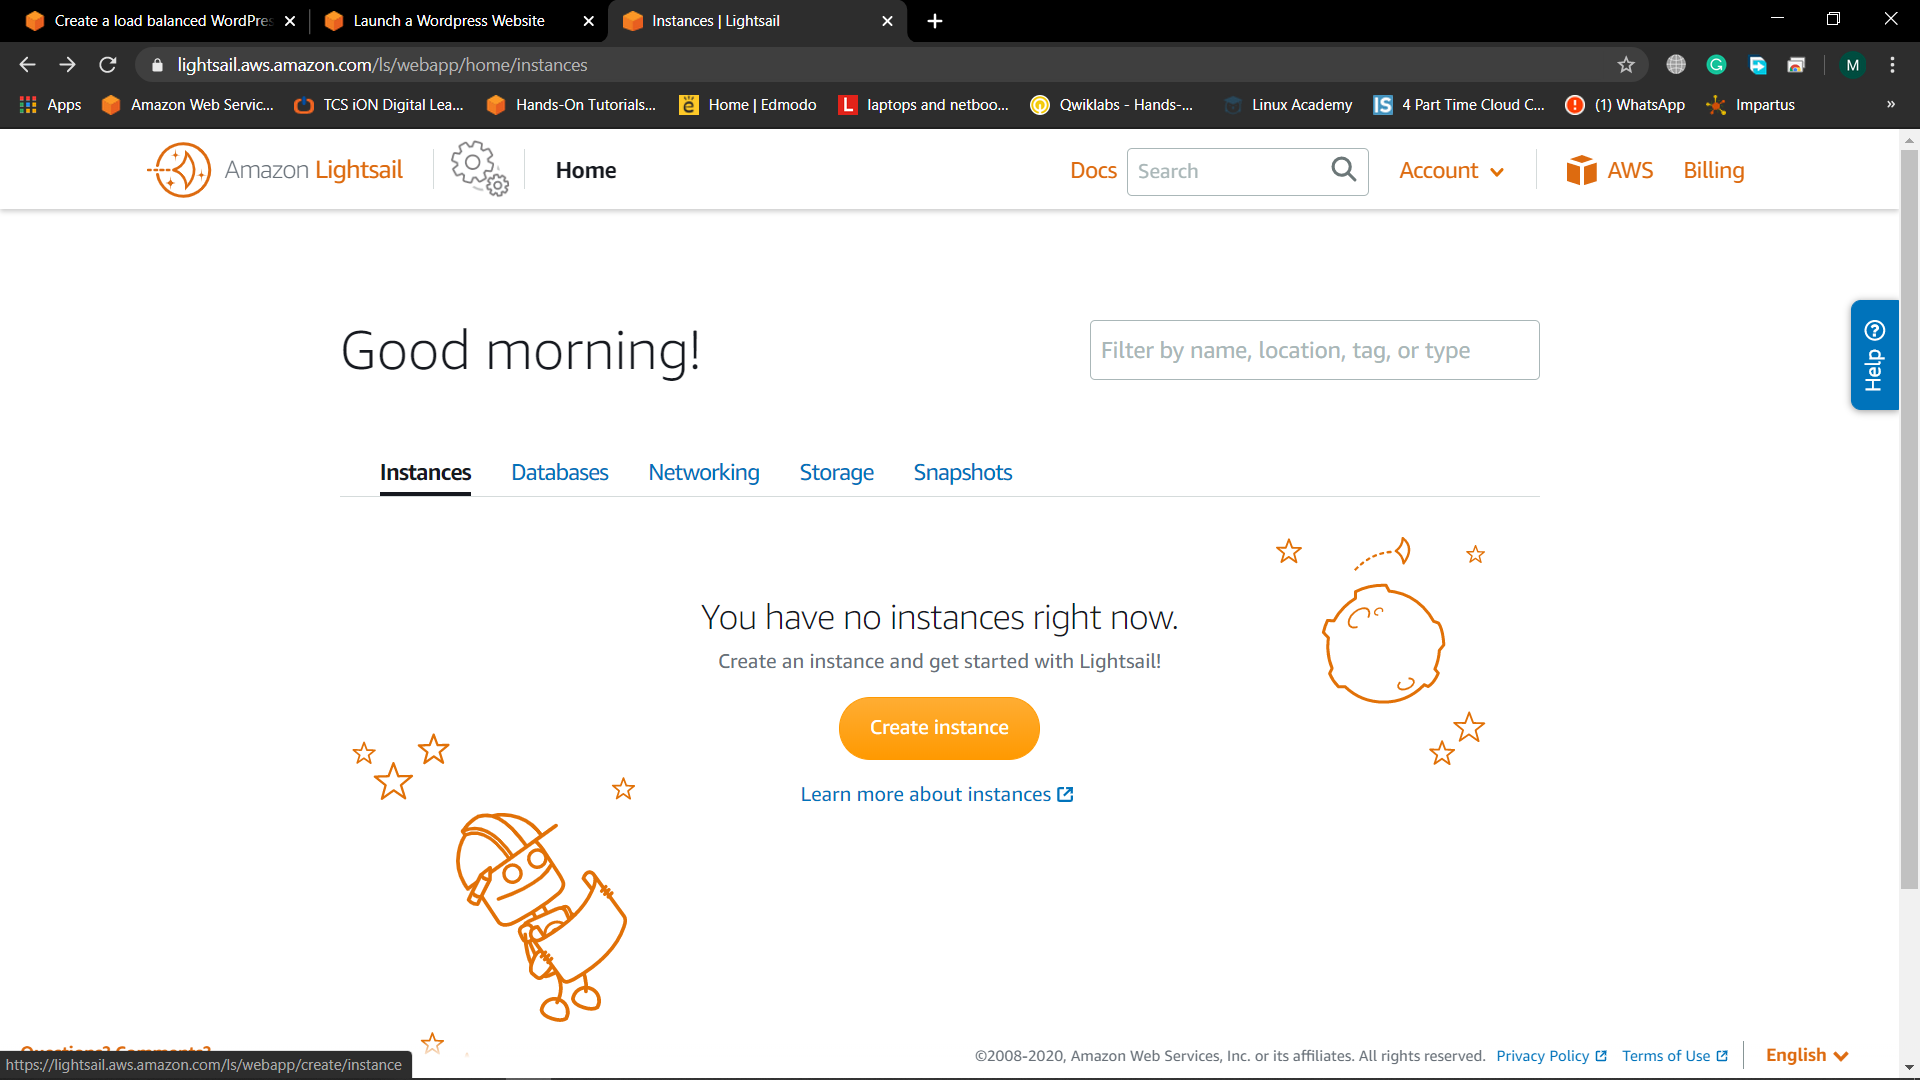 Create a load balanced WordPres
Launch a Wordpress Website
Instances | Lightsail
lightsail.aws.amazon.com/ls/webapp/home/instances
M
Apps
Amazon Web Servic...
TCS iON Digital Lea...
Hands-On Tutorials...
Home | Edmodo
laptops and netboo...
Qwiklabs - Hands-...
Linux Academy
4 Part Time Cloud C...
(1) WhatsApp
Impartus
»
Amazon Lightsail
Home
Docs
Search
Account
AWS
Billing
Good morning!
Filter by name, location, tag, or type
Help
Instances
Databases
Networking
Storage
Snapshots
You have no instances right now.
Create an instance and get started with Lightsail!
Create instance
Learn more about instances
Questions? Comments?
https://lightsail.aws.amazon.com/ls/webapp/create/instance
©2008-2020, Amazon Web Services, Inc. or its affiliates. All rights reserved.
Privacy Policy
Terms of Use
English